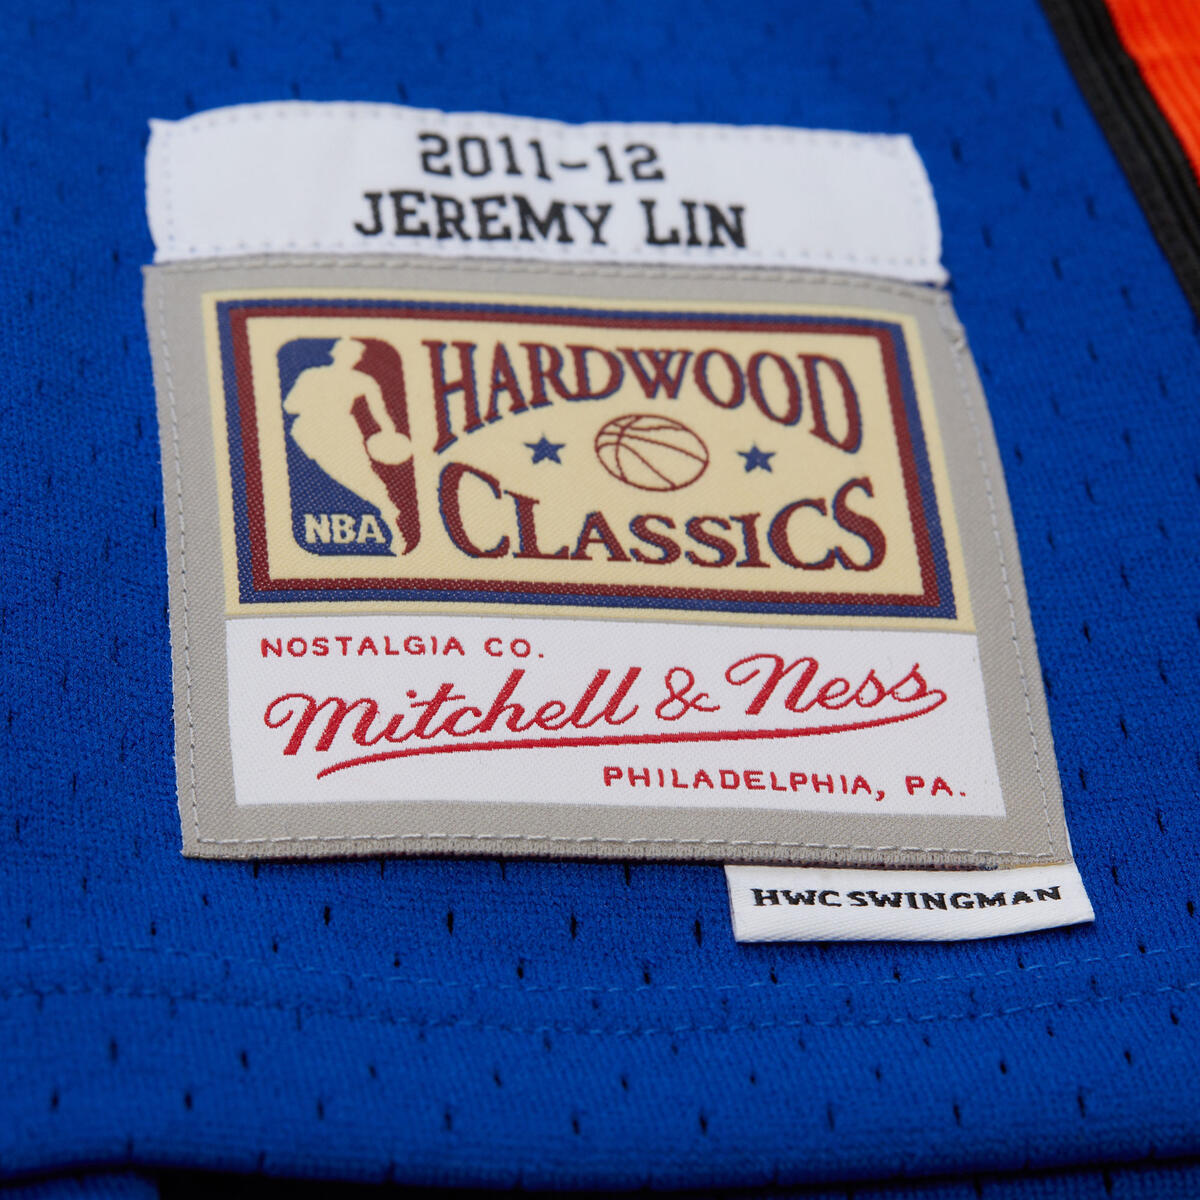 2011-12
JEREMY LIN
HARDWOOD
CLASSICS
NBA
NOSTALGIA CO.
Mitchell & Ness
PHILADELPHIA, PA.
HWC SWINGMAN